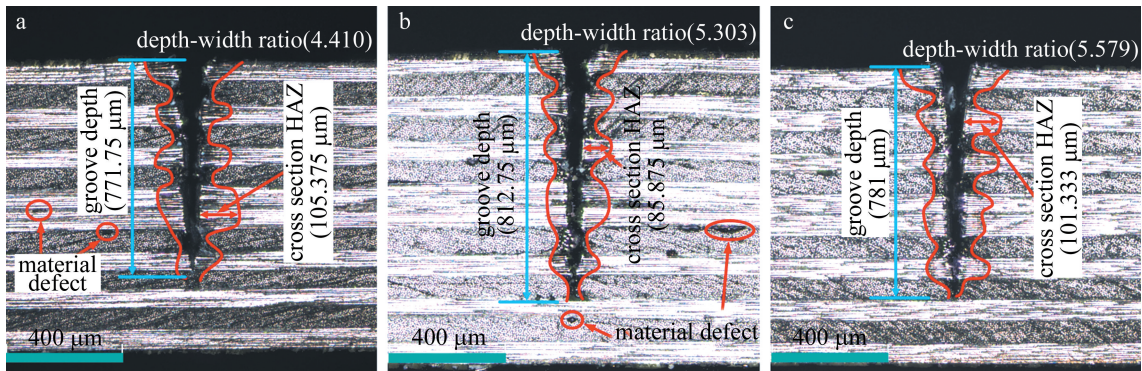 a
depth-width ratio(4.410)
groove depth
(771.75 μm)
cross section HAZ
(105.375 μm)
material
defect
400 μm
b
depth-width ratio(5.303)
groove depth
(812.75 μm)
cross section HAZ
(85.875 μm)
material defect
400 μm
c
depth-width ratio(5.579)
groove depth
(781 μm)
cross section HAZ
(101.333 μm)
400 μm